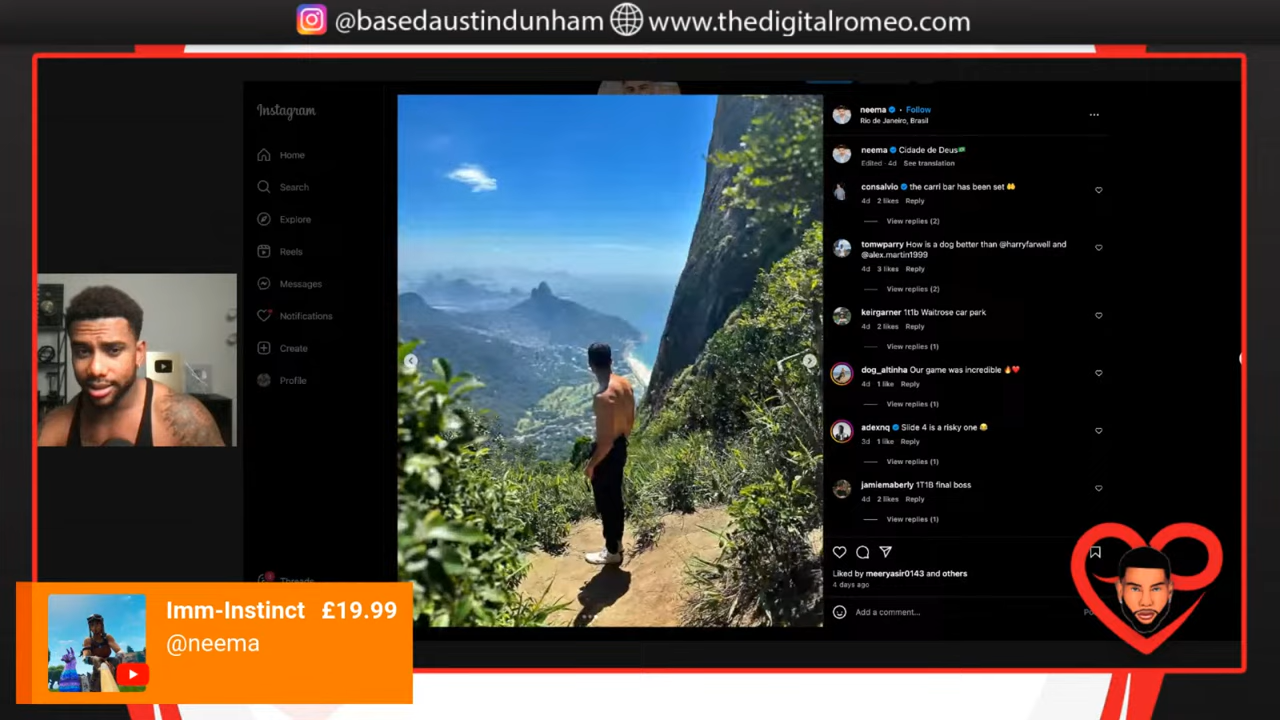 @basedaustindunham www.thedigitalromeo.com
Instagram
Home
Search
Explore
Reels
Messages
Notifications
Create
Profile
Threads
neema • Follow
Rio de Janeiro, Brasil
neema Cidade de Deus
Edited · 4d See translation
consalvio the carri bar has been set
4d 2 likes Reply
View replies (2)
tomwparry How is a dog better than @harryfarwell and
@alex.martin1999
4d 3 likes Reply
View replies (2)
keirgarner 1t1b Waitrose car park
4d 2 likes Reply
View replies (1)
dog_altinha Our game was incredible
4d 1 like Reply
View replies (1)
adexnq Slide 4 is a risky one
3d 1 like Reply
View replies (1)
jamiemaberly 1T1B final boss
4d 2 likes Reply
View replies (1)
Liked by meeryasir0143 and others
4 days ago
Add a comment...
Imm-Instinct £19.99
@neema